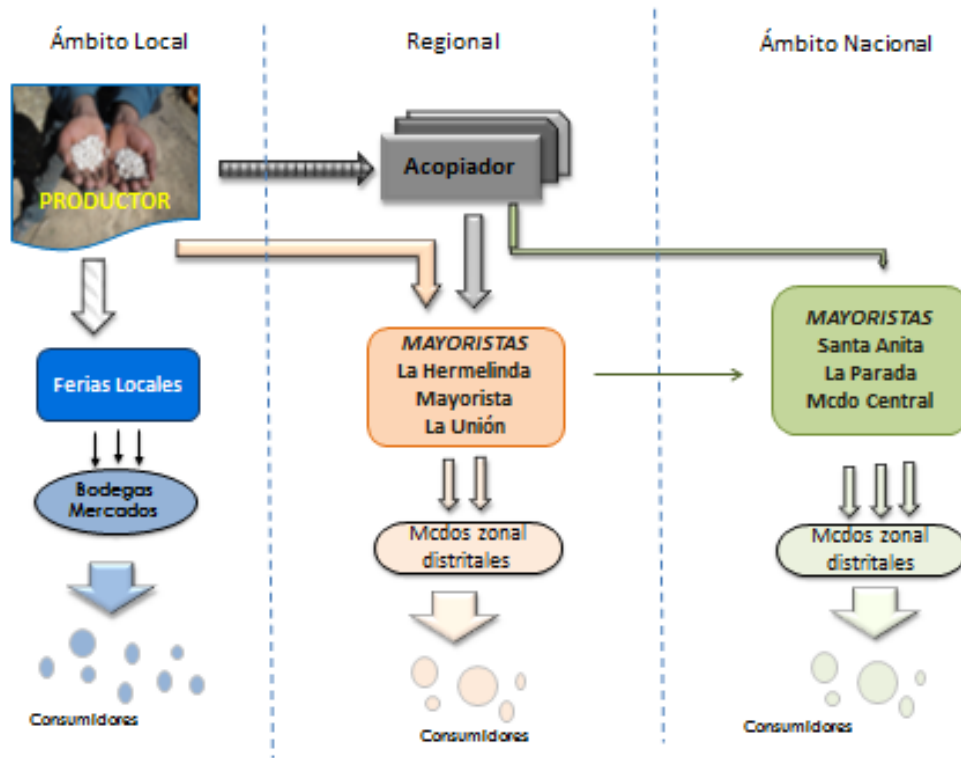 Ámbito Local
Regional
Ámbito Nacional
PRODUCTOR
Acopiador
Ferias Locales
MAYORISTAS
La Hermelinda
Mayorista
La Unión
MAYORISTAS
Santa Anita
La Parada
Mcdo Central
Bodegas
Mercados
Mcdos zonal
distritales
Mcdos zonal
distritales
Consumidores
Consumidores
Consumidores